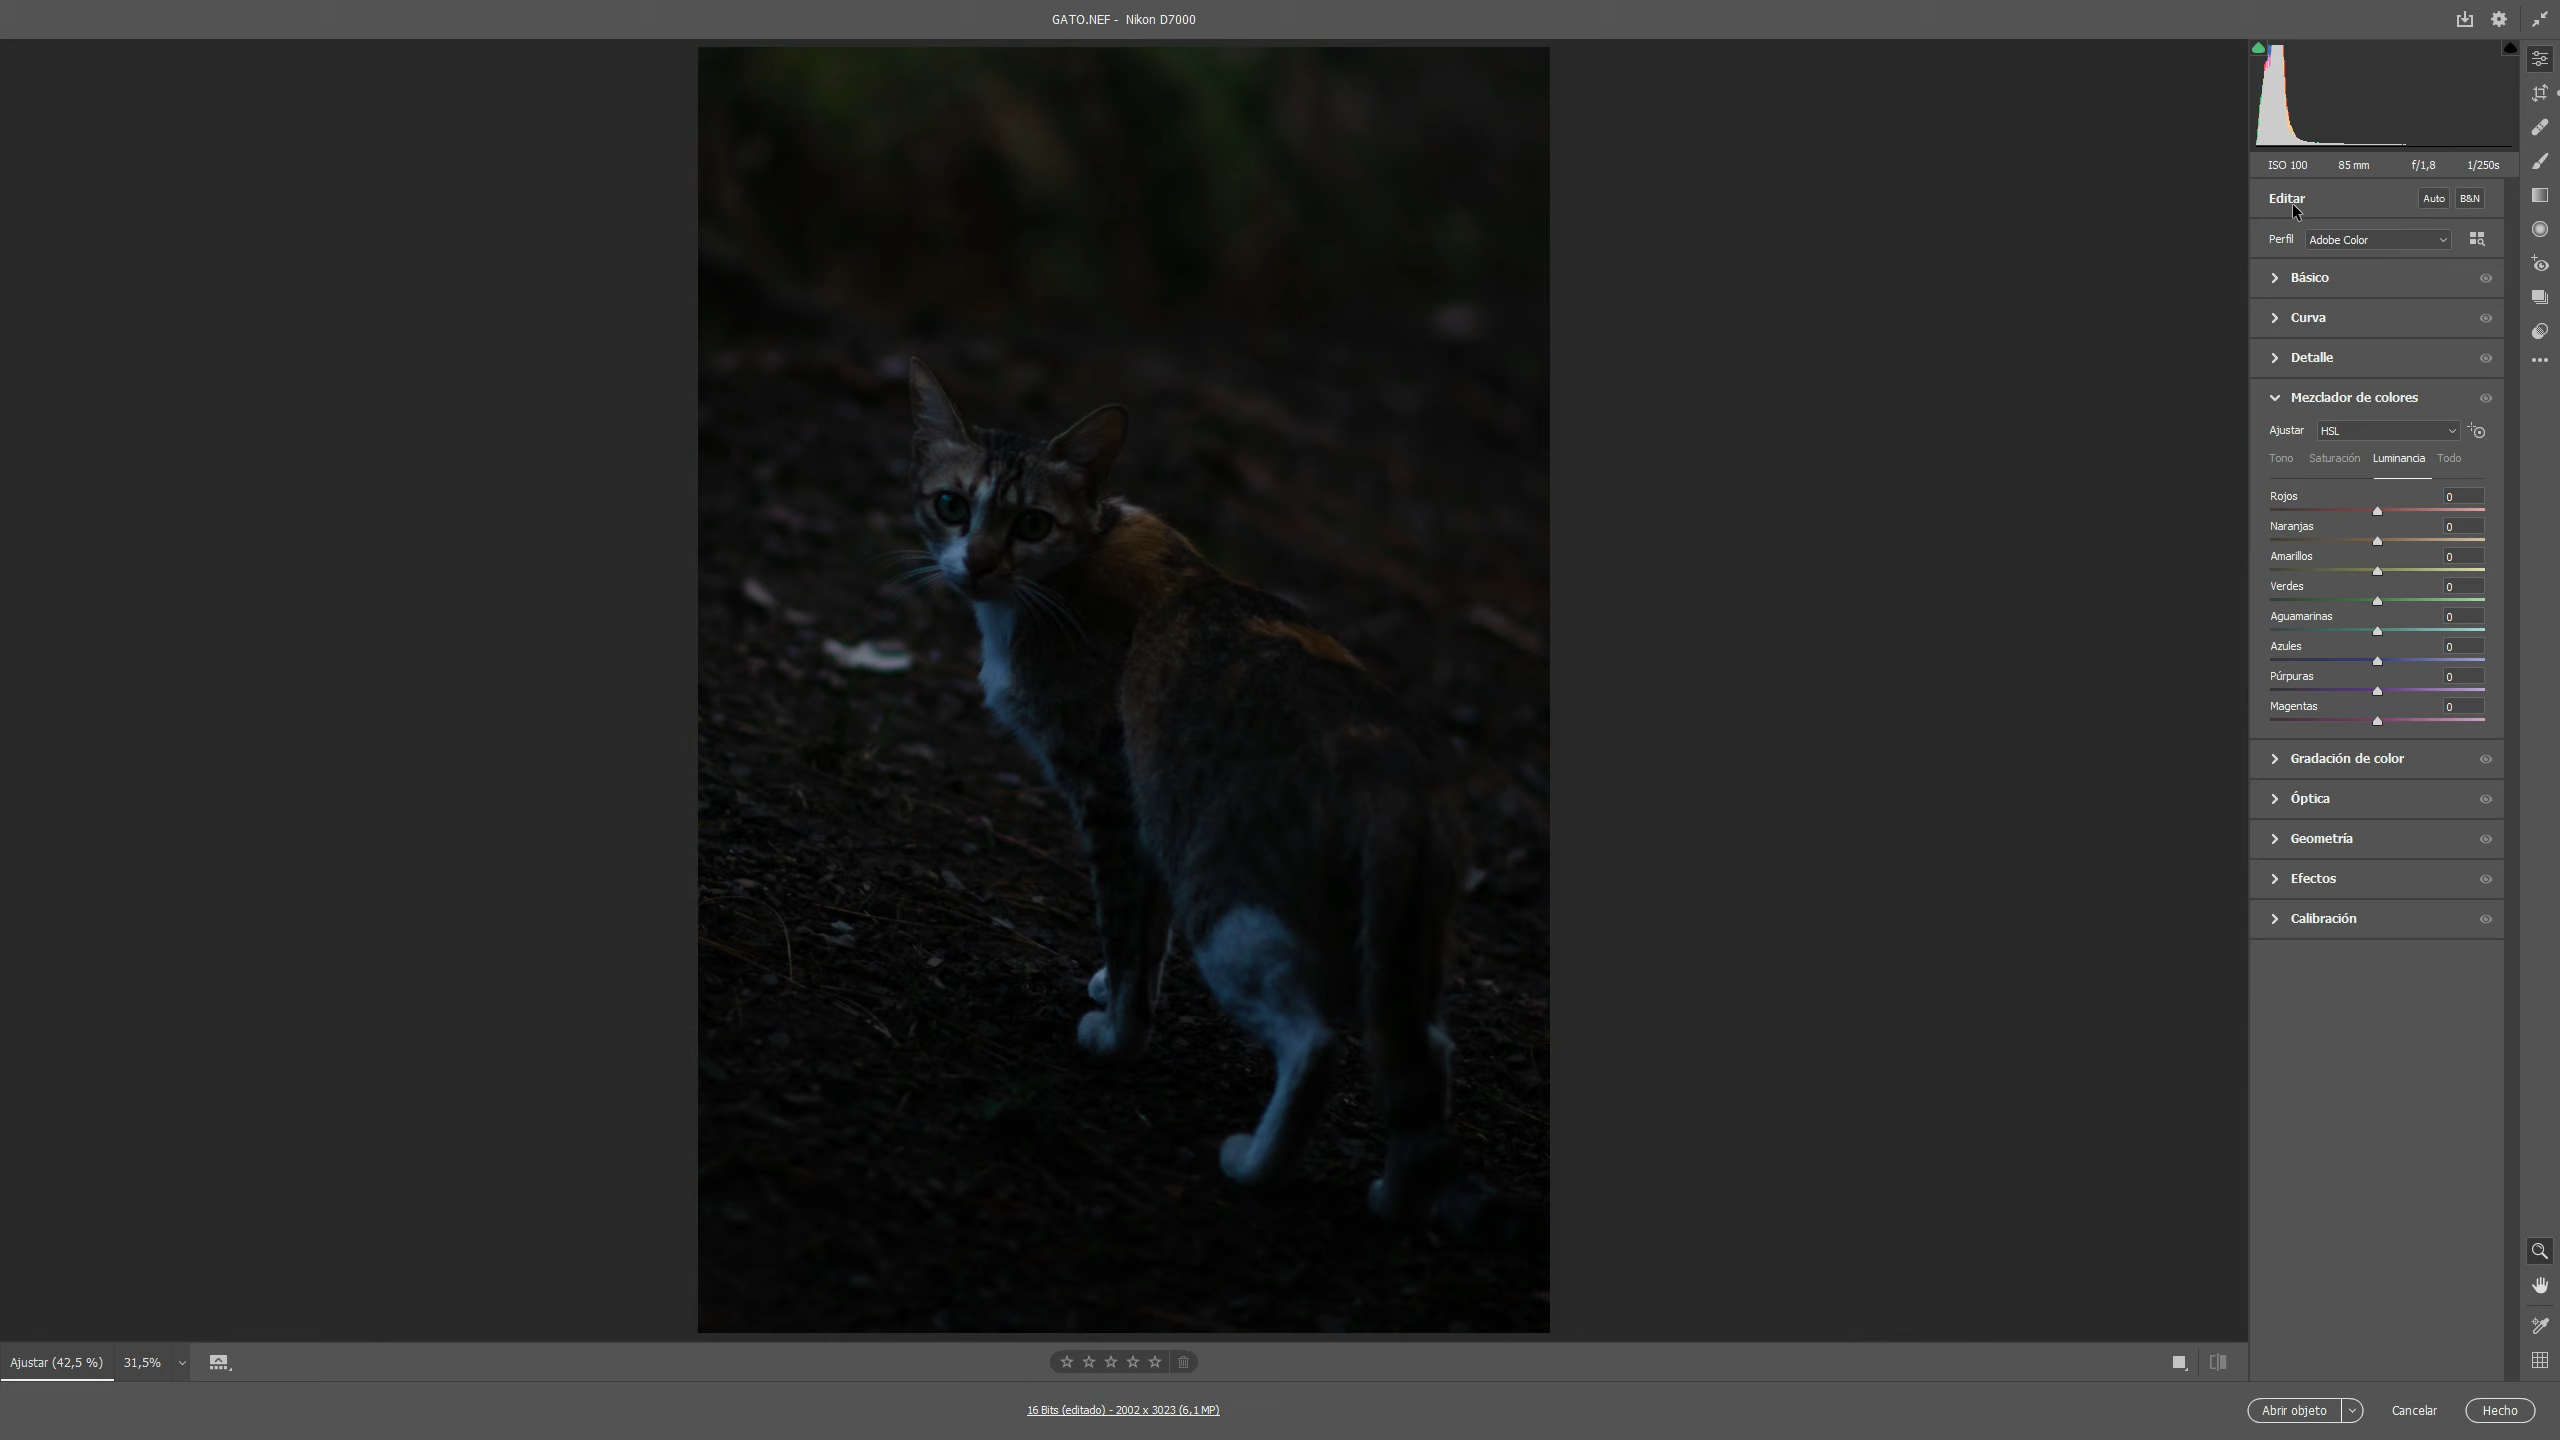 GATO.NEF - Nikon D7000
ISO 100 85 mm f/1,8 1/250s
Editar Auto B&N
Perfil Adobe Color
Básico
Curva
Detalle
Mezclador de colores
Ajustar HSL
Tono Saturación Luminancia Todo
Rojos 0
Naranjas 0
Amarillos 0
Verdes 0
Aguamarinas 0
Azules 0
Púrpuras 0
Magentas 0
Gradación de color
Óptica
Geometría
Efectos
Calibración
Ajustar (42,5 %) 31,5%
16 Bits (editado) - 2002 x 3023 (6,1 MP)
Abrir objeto Cancelar Hecho